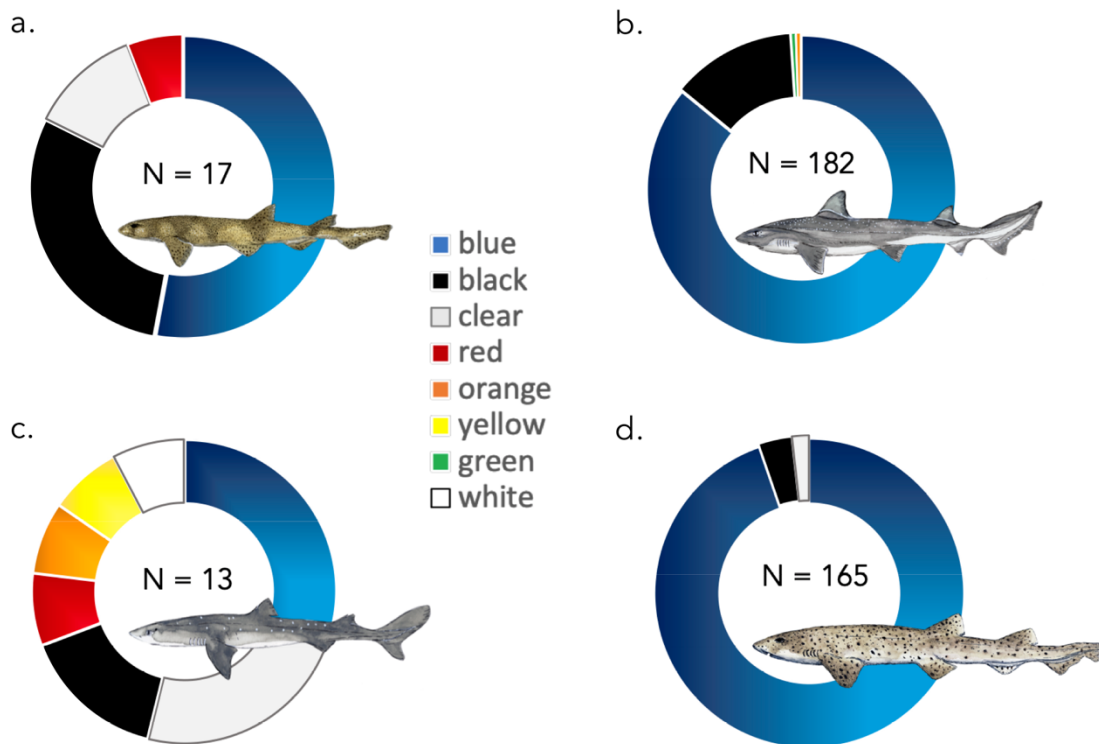 a.
N = 17
b.
N = 182
blue
black
clear
red
orange
yellow
green
white
c.
N = 13
d.
N = 165